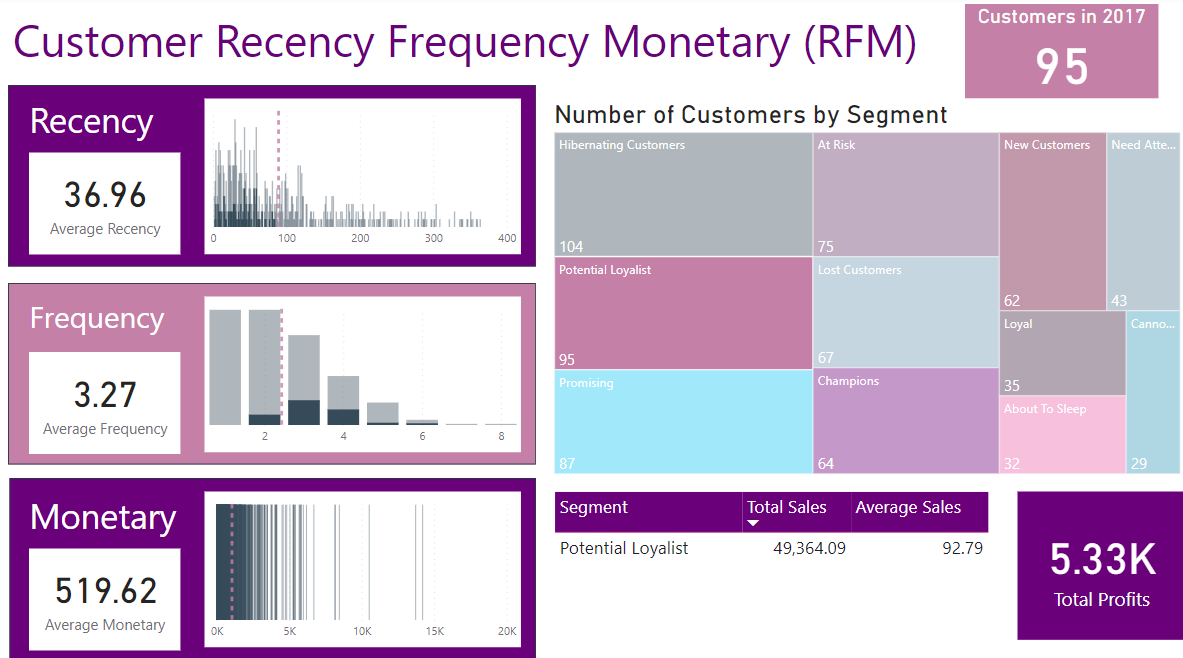 Customer Recency Frequency Monetary (RFM)
Customers in 2017
95
Recency
36.96
Average Recency
0 100 200 300 400
Frequency
3.27
Average Frequency
2 4 6 8
Monetary
519.62
Average Monetary
0K 5K 10K 15K 20K
Number of Customers by Segment
Hibernating Customers
104
Potential Loyalist
95
Promising
87
At Risk
75
Lost Customers
67
Champions
64
New Customers
62
Need Atte...
43
Loyal
35
About To Sleep
32
Canno...
29
Segment Total Sales Average Sales
Potential Loyalist 49,364.09 92.79
5.33K
Total Profits